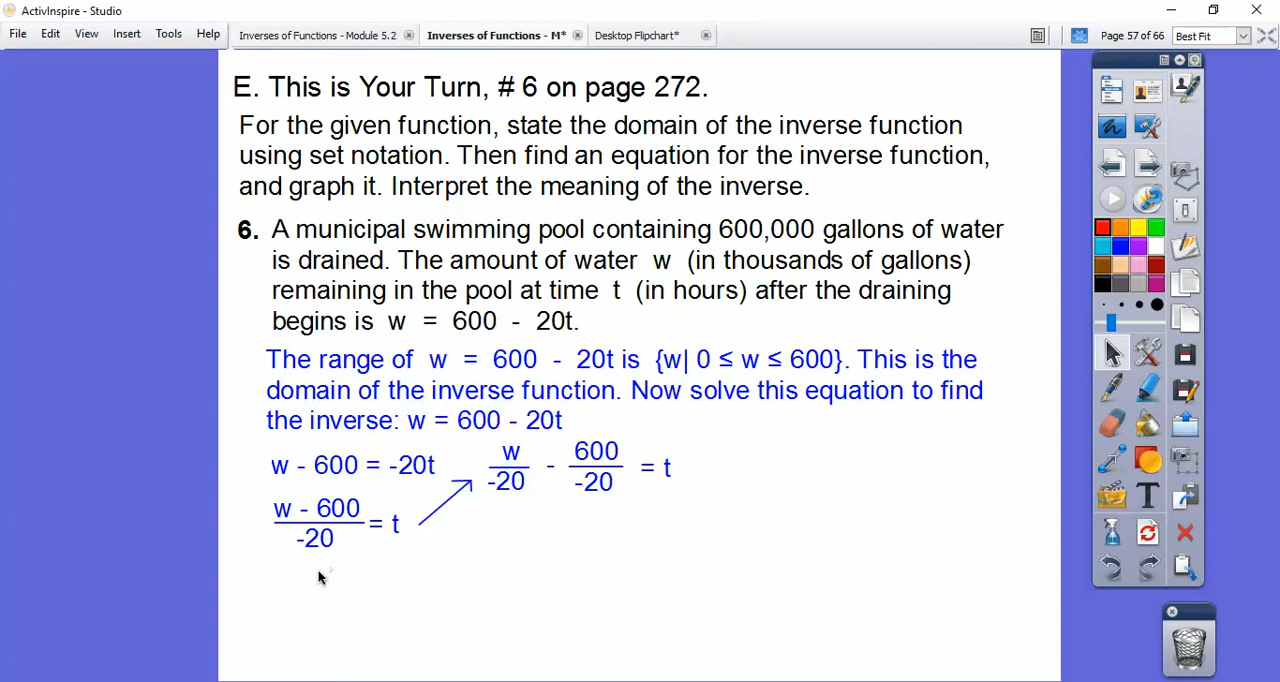 ActivInspire - Studio
File Edit View Insert Tools Help
Inverses of Functions - Module 5.2
Inverses of Functions - M*
Desktop Flipchart*
Page 57 of 66
Best Fit
E. This is Your Turn, # 6 on page 272.
For the given function, state the domain of the inverse function
using set notation. Then find an equation for the inverse function,
and graph it. Interpret the meaning of the inverse.
6. A municipal swimming pool containing 600,000 gallons of water
is drained. The amount of water w (in thousands of gallons)
remaining in the pool at time t (in hours) after the draining
begins is w = 600 - 20t.
The range of w = 600 - 20t is {w| 0 ≤ w ≤ 600}. This is the
domain of the inverse function. Now solve this equation to find
the inverse: w = 600 - 20t
w - 600 = -20t
w - 600
-20
= t
w
-20
-
600
-20
= t